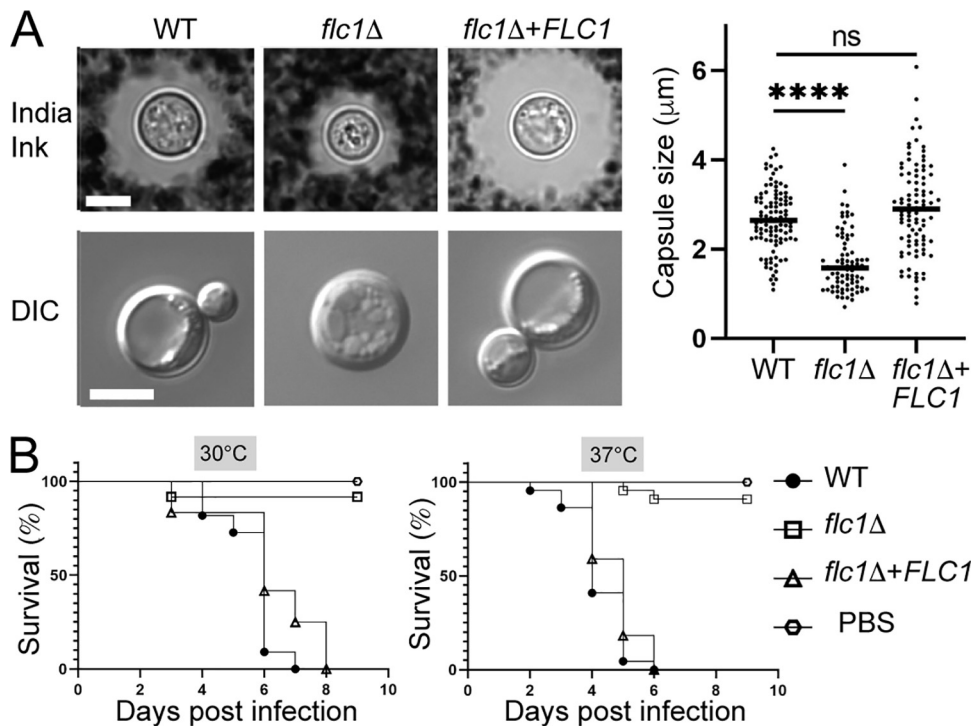 A
WT
flc1Δ
flc1Δ+FLC1
India
Ink
DIC
ns
****
Capsule size (μm)
6
4
2
0
WT
flc1Δ
flc1Δ+
FLC1
B
30°C
Survival (%)
100
50
0
0
2
4
6
8
10
Days post infection
37°C
Survival (%)
100
50
0
0
2
4
6
8
10
Days post infection
WT
flc1Δ
flc1Δ+FLC1
PBS